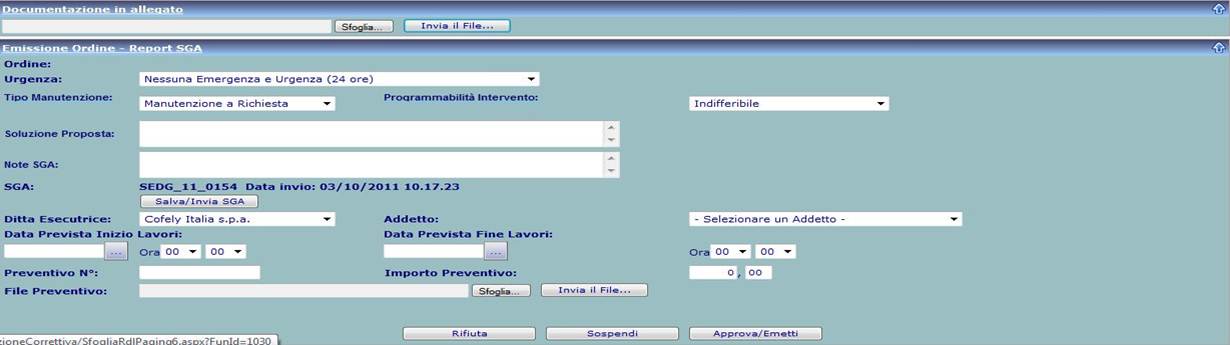 Documentazione in allegato
Sfoglia... Invia il File...
Emissione Ordine - Report SGA
Ordine:
Urgenza: Nessuna Emergenza e Urgenza (24 ore)
Tipo Manutenzione: Manutenzione a Richiesta Programmabilità Intervento: Indifferibile
Soluzione Proposta:
Note SGA:
SGA: SEDG_11_0154 Data invio: 03/10/2011 10.17.23
Salva/Invia SGA
Ditta Esecutrice: Cofely Italia s.p.a. Addetto: - Selezionare un Addetto -
Data Prevista Inizio Lavori: Data Prevista Fine Lavori:
... Ora 00 00 ... Ora 00 00
Preventivo N°: Importo Preventivo: 0 , 00
File Preventivo: Sfoglia... Invia il File...
Rifiuta Sospendi Approva/Emetti
zioneCorrettiva/SfogliaRdlPaging6.aspx?FunId=1030